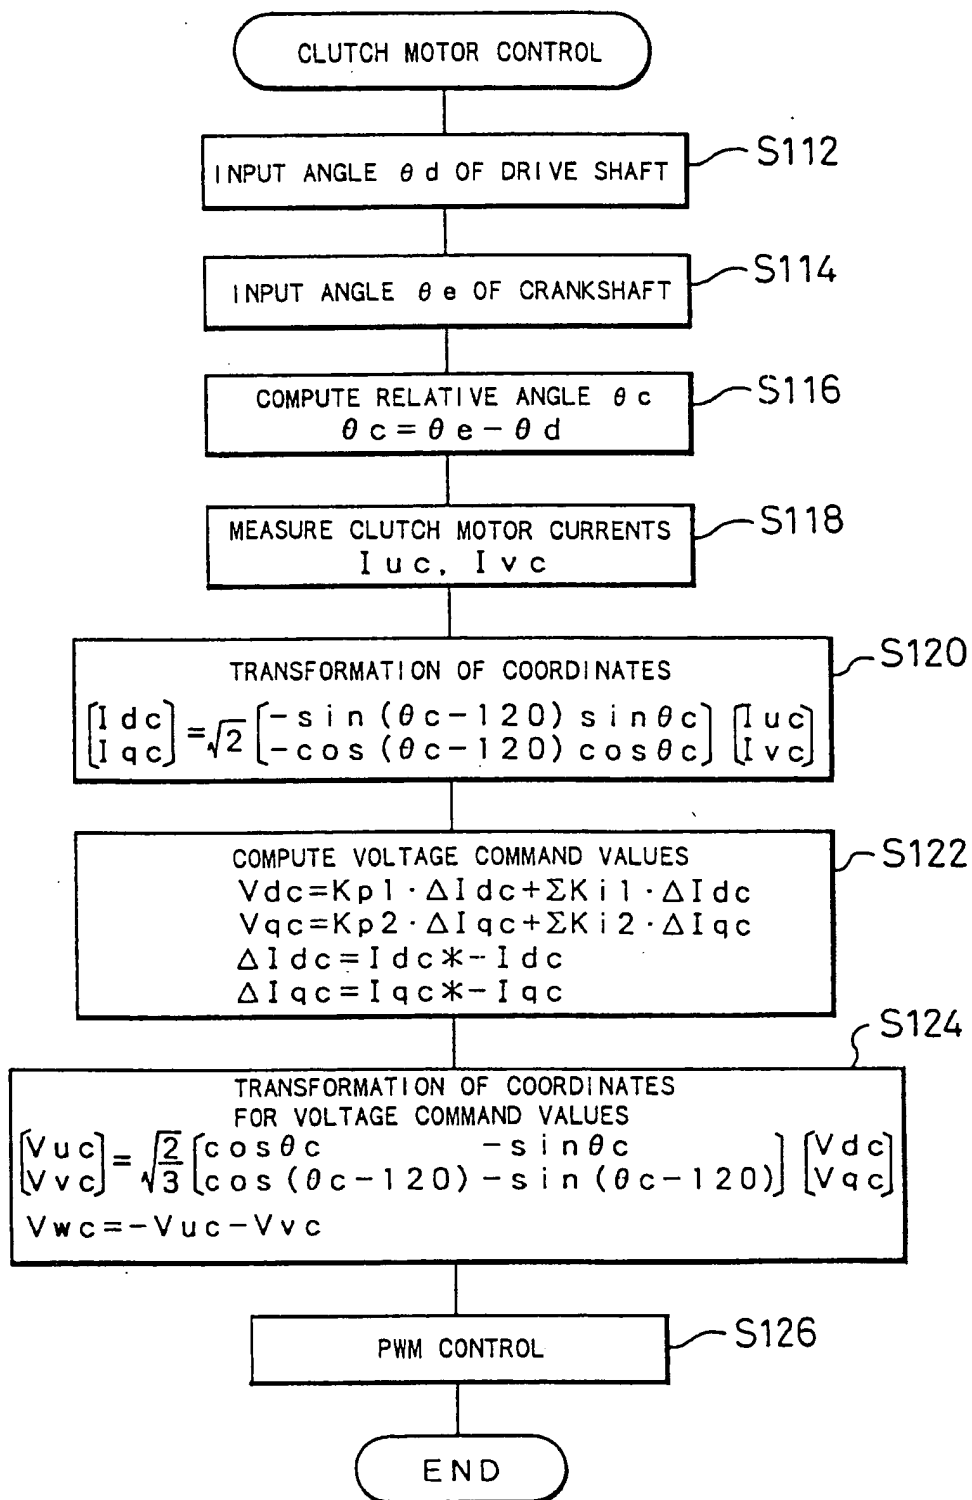 CLUTCH MOTOR CONTROL
INPUT ANGLE θd OF DRIVE SHAFT
S112
INPUT ANGLE θe OF CRANKSHAFT
S114
COMPUTE RELATIVE ANGLE θc
θc=θe-θd
S116
MEASURE CLUTCH MOTOR CURRENTS
Iuc, Ivc
S118
TRANSFORMATION OF COORDINATES
S120
[Idc] =√2 [-sin(θc-120) sinθc] [Iuc]
[Iqc] [-cos(θc-120) cosθc] [Ivc]
COMPUTE VOLTAGE COMMAND VALUES
S122
Vdc=Kp1·ΔIdc+ΣKi1·ΔIdc
Vqc=Kp2·ΔIqc+ΣKi2·ΔIqc
ΔIdc=Idc*-Idc
ΔIqc=Iqc*-Iqc
S124
TRANSFORMATION OF COORDINATES
FOR VOLTAGE COMMAND VALUES
[Vuc] = √2/3 [cosθc -sinθc] [Vdc]
[Vvc] [cos(θc-120) -sin(θc-120)] [Vqc]
Vwc=-Vuc-Vvc
PWM CONTROL
S126
END